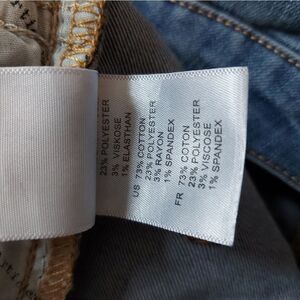 23% POLYESTER
3% VISKOSE
1% ELASTHAN
US 73% COTTON
23% POLYESTER
3% RAYON
1% SPANDEX
FR 73% COTTON
23% POLYESTER
3% VISCOSE
1% SPANDEX